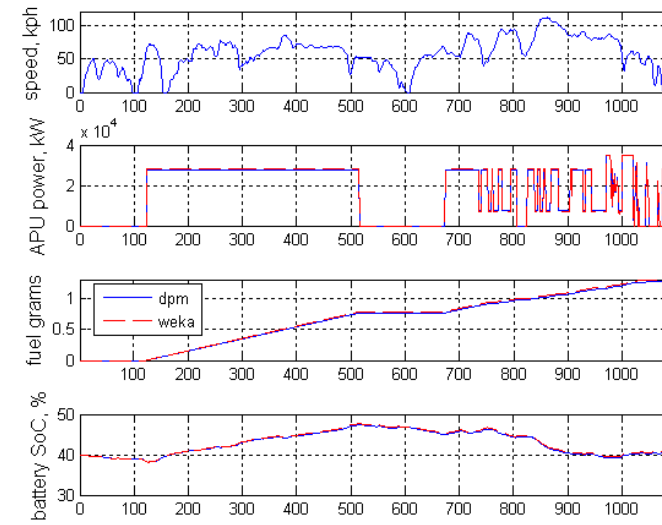 speed, kph
100
50
0
0 100 200 300 400 500 600 700 800 900 1000
x 10^4
APU power, kW
4
2
0
0 100 200 300 400 500 600 700 800 900 1000
fuel grams
1
0.5
0
dpm
weka
100 200 300 400 500 600 700 800 900 1000
battery SoC, %
50
40
30
0 100 200 300 400 500 600 700 800 900 1000